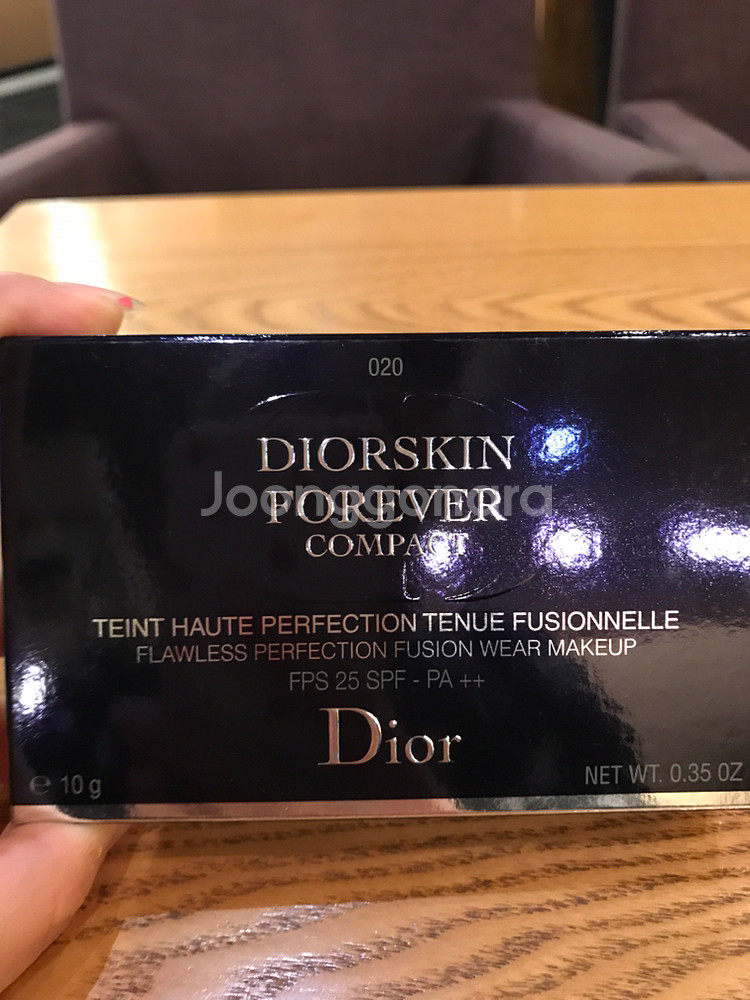 020
DIORSKIN
FOREVER
Joonggonara
COMPACT
TEINT HAUTE PERFECTION TENUE FUSIONNELLE
FLAWLESS PERFECTION FUSION WEAR MAKEUP
FPS 25 SPF - PA ++
Dior
℮ 10 g
NET WT. 0.35 OZ